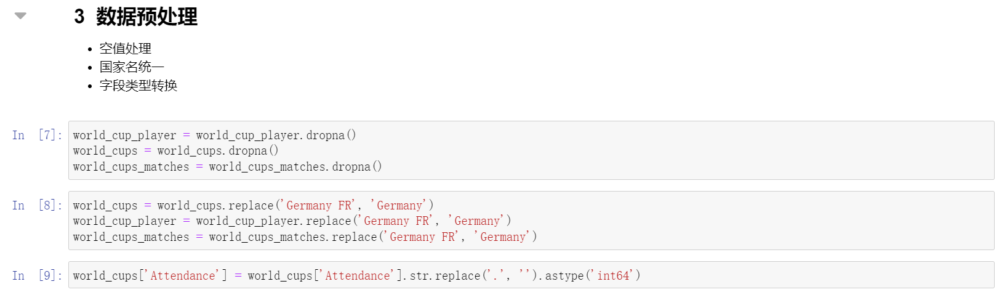 3 数据预处理
• 空值处理
• 国家名统一
• 字段类型转换
In [7]: world_cup_player = world_cup_player.dropna()
world_cups = world_cups.dropna()
world_cups_matches = world_cups_matches.dropna()
In [8]: world_cups = world_cups.replace('Germany FR', 'Germany')
world_cup_player = world_cup_player.replace('Germany FR', 'Germany')
world_cups_matches = world_cups_matches.replace('Germany FR', 'Germany')
In [9]: world_cups['Attendance'] = world_cups['Attendance'].str.replace('.', '').astype('int64')